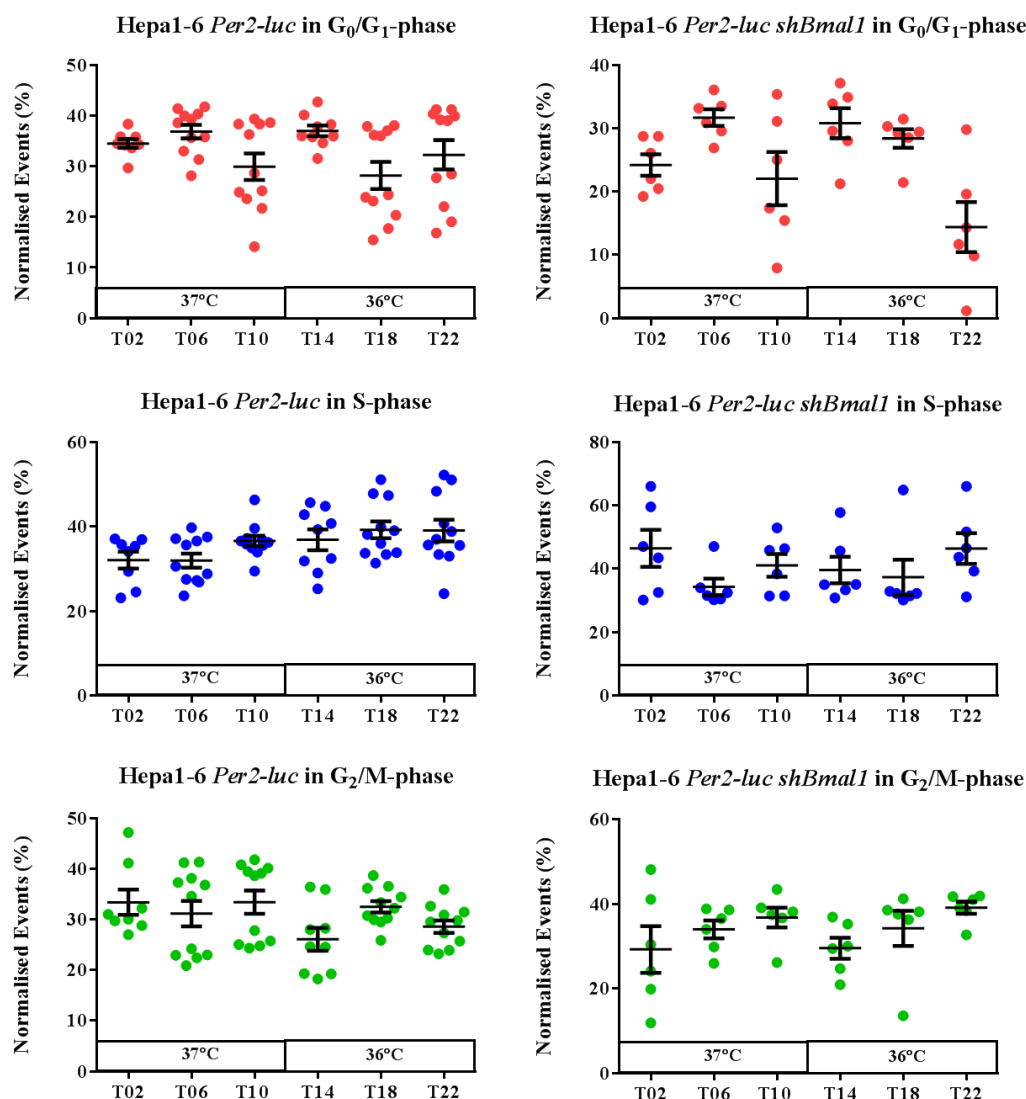 Hepa1-6 Per2-luc in G0/G1-phase
Normalised Events (%)
50
40
30
20
10
0
37°C
36°C
T02 T06 T10 T14 T18 T22
Hepa1-6 Per2-luc shBmal1 in G0/G1-phase
Normalised Events (%)
40
30
20
10
0
37°C
36°C
T02 T06 T10 T14 T18 T22
Hepa1-6 Per2-luc in S-phase
Normalised Events (%)
60
40
20
0
37°C
36°C
T02 T06 T10 T14 T18 T22
Hepa1-6 Per2-luc shBmal1 in S-phase
Normalised Events (%)
80
60
40
20
0
37°C
36°C
T02 T06 T10 T14 T18 T22
Hepa1-6 Per2-luc in G2/M-phase
Normalised Events (%)
50
40
30
20
10
0
37°C
36°C
T02 T06 T10 T14 T18 T22
Hepa1-6 Per2-luc shBmal1 in G2/M-phase
Normalised Events (%)
60
40
20
0
37°C
36°C
T02 T06 T10 T14 T18 T22